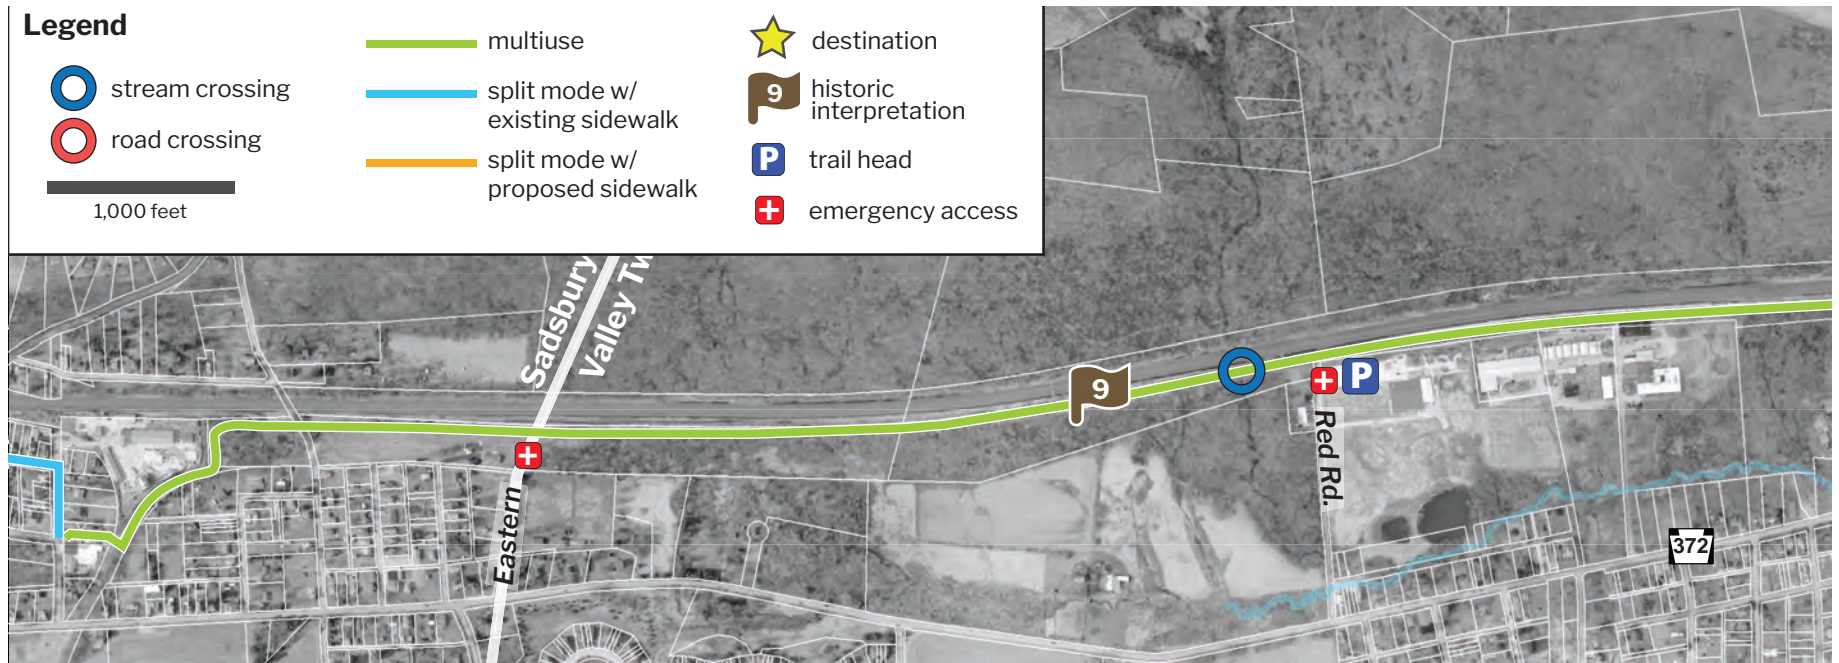 Legend
stream crossing
road crossing
1,000 feet
multiuse
split mode w/
existing sidewalk
split mode w/
proposed sidewalk
destination
9
historic
interpretation
P
trail head
emergency access
Sadsbury
Valley Tw
9
P
Red Rd.
Eastern
372